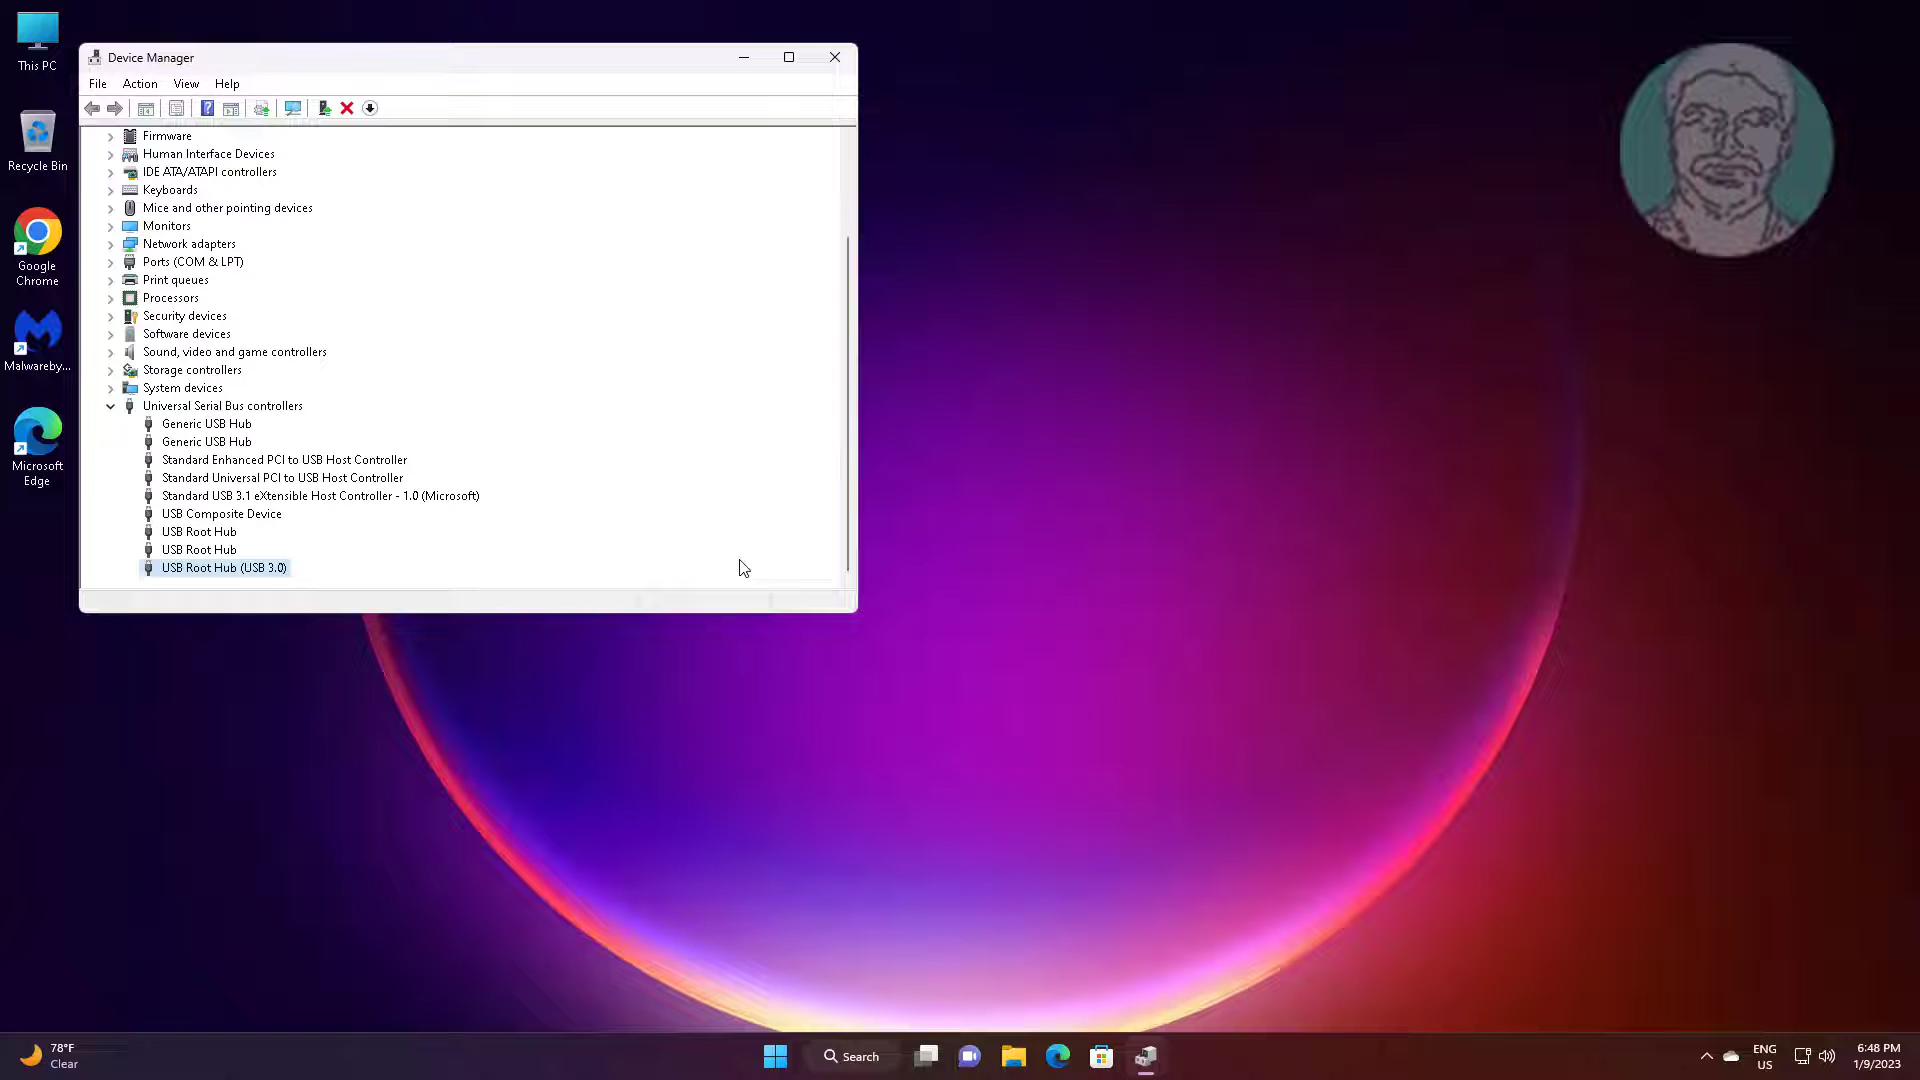 This PC
Recycle Bin
Google
Chrome
Malwareby...
Microsoft
Edge
Device Manager
File Action View Help
Firmware
Human Interface Devices
IDE ATA/ATAPI controllers
Keyboards
Mice and other pointing devices
Monitors
Network adapters
Ports (COM & LPT)
Print queues
Processors
Security devices
Software devices
Sound, video and game controllers
Storage controllers
System devices
Universal Serial Bus controllers
Generic USB Hub
Generic USB Hub
Standard Enhanced PCI to USB Host Controller
Standard Universal PCI to USB Host Controller
Standard USB 3.1 eXtensible Host Controller - 1.0 (Microsoft)
USB Composite Device
USB Root Hub
USB Root Hub
USB Root Hub (USB 3.0)
78°F
Clear
Search
ENG
US
6:48 PM
1/9/2023